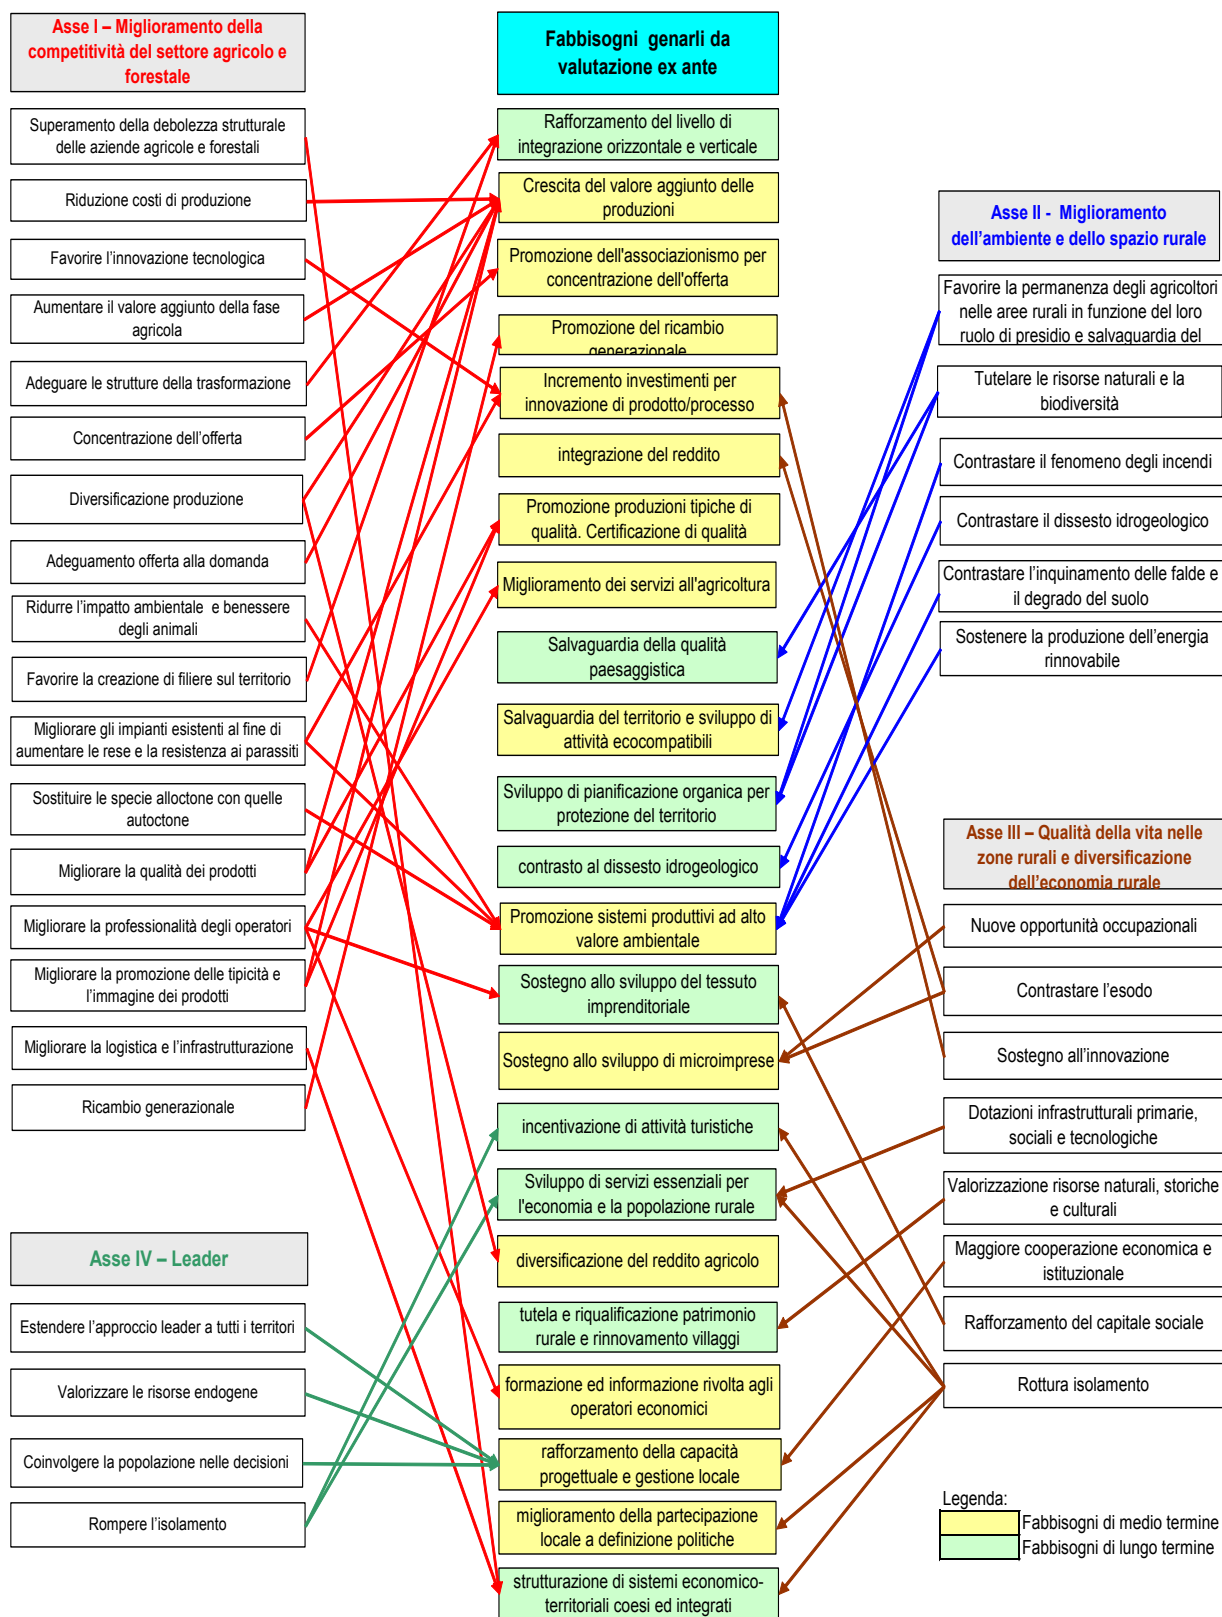 Asse I – Miglioramento della
competitività del settore agricolo e
forestale
Superamento della debolezza strutturale
delle aziende agricole e forestali
Riduzione costi di produzione
Favorire l’innovazione tecnologica
Aumentare il valore aggiunto della fase
agricola
Adeguare le strutture della trasformazione
Concentrazione dell’offerta
Diversificazione produzione
Adeguamento offerta alla domanda
Ridurre l’impatto ambientale e benessere
degli animali
Favorire la creazione di filiere sul territorio
Migliorare gli impianti esistenti al fine di
aumentare le rese e la resistenza ai parassiti
Sostituire le specie alloctone con quelle
autoctone
Migliorare la qualità dei prodotti
Migliorare la professionalità degli operatori
Migliorare la promozione delle tipicità e
l’immagine dei prodotti
Migliorare la logistica e l’infrastrutturazione
Ricambio generazionale
Asse IV – Leader
Estendere l’approccio leader a tutti i territori
Valorizzare le risorse endogene
Coinvolgere la popolazione nelle decisioni
Rompere l’isolamento
Fabbisogni genarli da
valutazione ex ante
Rafforzamento del livello di
integrazione orizzontale e verticale
Crescita del valore aggiunto delle
produzioni
Promozione dell'associazionismo per
concentrazione dell'offerta
Promozione del ricambio
generazionale
Incremento investimenti per
innovazione di prodotto/processo
integrazione del reddito
Promozione produzioni tipiche di
qualità. Certificazione di qualità
Miglioramento dei servizi all'agricoltura
Salvaguardia della qualità
paesaggistica
Salvaguardia del territorio e sviluppo di
attività ecocompatibili
Sviluppo di pianificazione organica per
protezione del territorio
contrasto al dissesto idrogeologico
Promozione sistemi produttivi ad alto
valore ambientale
Sostegno allo sviluppo del tessuto
imprenditoriale
Sostegno allo sviluppo di microimprese
incentivazione di attività turistiche
Sviluppo di servizi essenziali per
l'economia e la popolazione rurale
diversificazione del reddito agricolo
tutela e riqualificazione patrimonio
rurale e rinnovamento villaggi
formazione ed informazione rivolta agli
operatori economici
rafforzamento della capacità
progettuale e gestione locale
miglioramento della partecipazione
locale a definizione politiche
strutturazione di sistemi economico-
territoriali coesi ed integrati
Asse II - Miglioramento
dell’ambiente e dello spazio rurale
Favorire la permanenza degli agricoltori
nelle aree rurali in funzione del loro
ruolo di presidio e salvaguardia del
Tutelare le risorse naturali e la
biodiversità
Contrastare il fenomeno degli incendi
Contrastare il dissesto idrogeologico
Contrastare l’inquinamento delle falde e
il degrado del suolo
Sostenere la produzione dell’energia
rinnovabile
Asse III – Qualità della vita nelle
zone rurali e diversificazione
dell’economia rurale
Nuove opportunità occupazionali
Contrastare l’esodo
Sostegno all’innovazione
Dotazioni infrastrutturali primarie,
sociali e tecnologiche
Valorizzazione risorse naturali, storiche
e culturali
Maggiore cooperazione economica e
istituzionale
Rafforzamento del capitale sociale
Rottura isolamento
Legenda:
Fabbisogni di medio termine
Fabbisogni di lungo termine